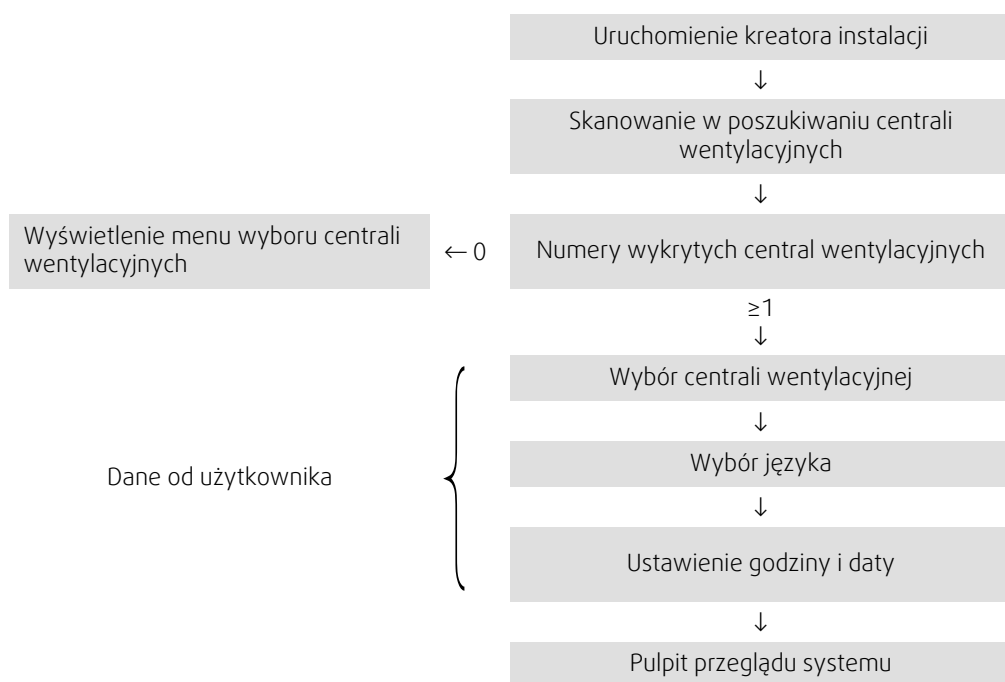 Uruchomienie kreatora instalacji
↓
Skanowanie w poszukiwaniu centrali
wentylacyjnych
↓
Wyświetlenie menu wyboru centrali
wentylacyjnych
← 0
Numery wykrytych central wentylacyjnych
≥1
↓
Wybór centrali wentylacyjnej
↓
Dane od użytkownika
Wybór języka
↓
Ustawienie godziny i daty
↓
Pulpit przeglądu systemu